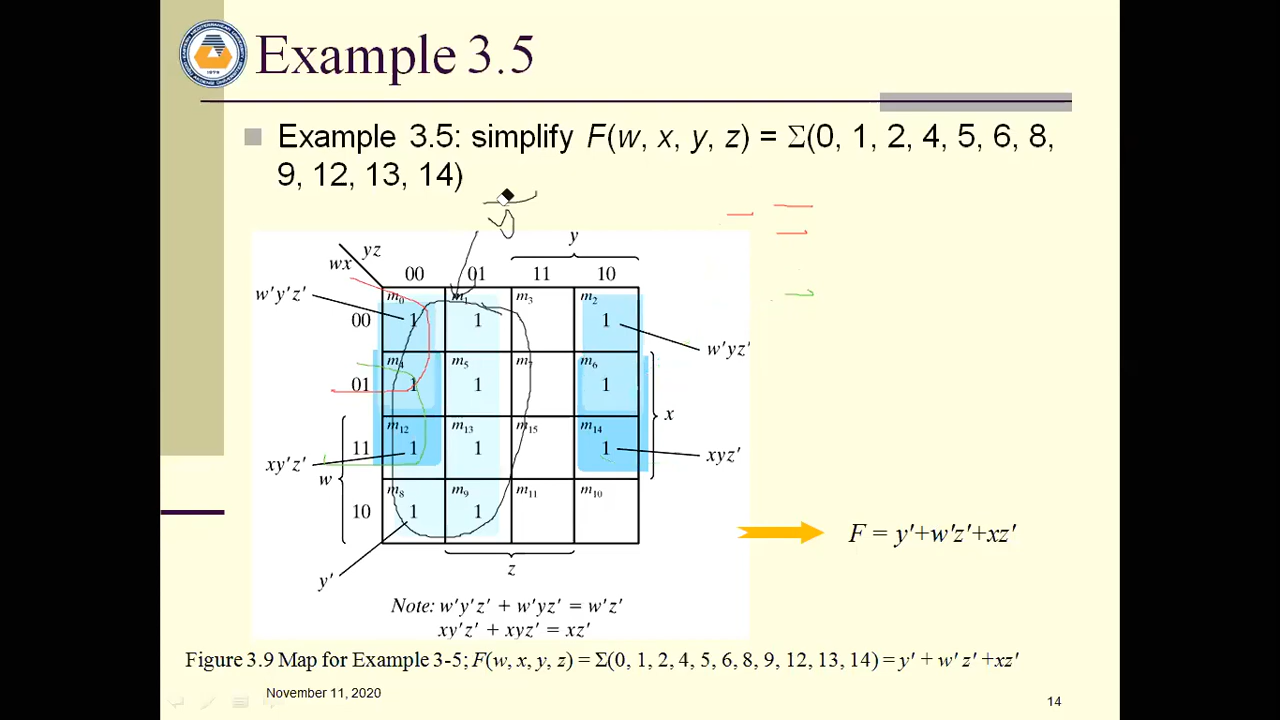 Example 3.5
Example 3.5: simplify F(w, x, y, z) = Σ(0, 1, 2, 4, 5, 6, 8,
9, 12, 13, 14)
y
yz
wx
00 01 11 10
w′y′z′
m0 m1 m3 m2
00 1 1 1
w′yz′
m4 m5 m7 m6
01 1 1 1
x
m12 m13 m15 m14
11 1 1 1
xy′z′
xyz′
w
m8 m9 m11 m10
10 1 1
F = y′+w′z′+xz′
z
y′
Note: w′y′z′ + w′yz′ = w′z′
xy′z′ + xyz′ = xz′
Figure 3.9 Map for Example 3-5; F(w, x, y, z) = Σ(0, 1, 2, 4, 5, 6, 8, 9, 12, 13, 14) = y′ + w′ z′ +xz′
November 11, 2020
14